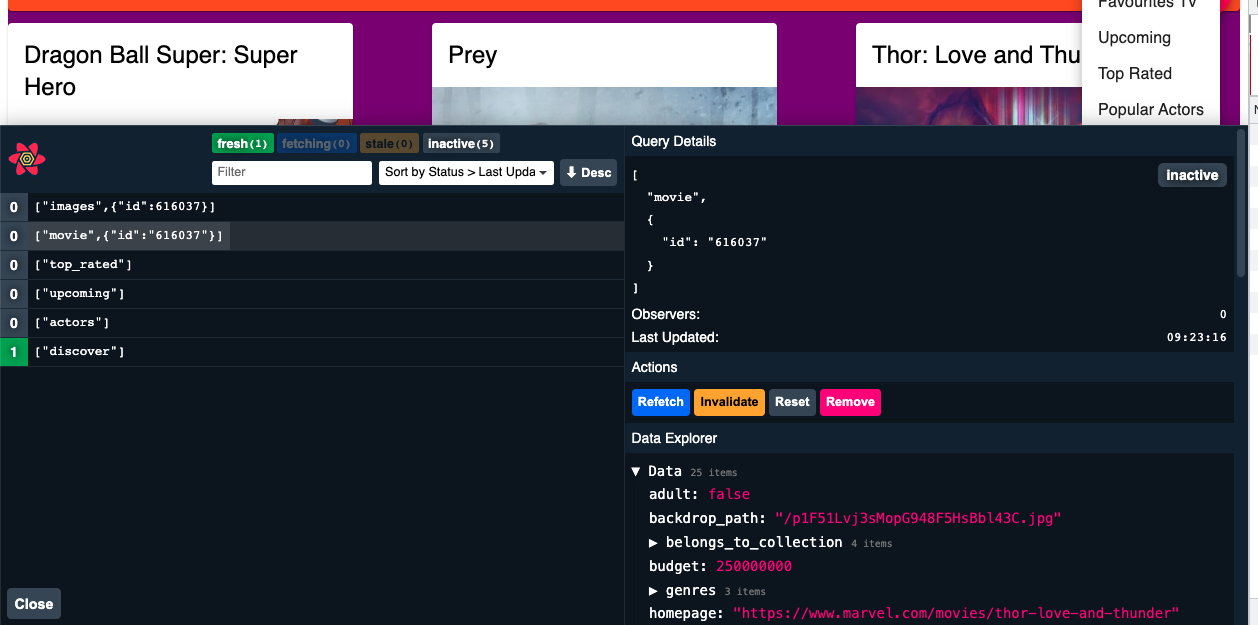 Favourites TV
Dragon Ball Super: Super
Hero
Prey
Thor: Love and Thu
Upcoming
Top Rated
Popular Actors
fresh(1) fetching(0) stale(0) inactive(5)
Filter
Sort by Status > Last Upda
Desc
0 ["images",{"id":616037}]
0 ["movie",{"id":"616037"}]
0 ["top_rated"]
0 ["upcoming"]
0 ["actors"]
1 ["discover"]
Close
Query Details
[
"movie",
{
"id": "616037"
}
]
inactive
Observers: 0
Last Updated: 09:23:16
Actions
Refetch Invalidate Reset Remove
Data Explorer
▼ Data 25 items
adult: false
backdrop_path: "/p1F51Lvj3sMopG948F5HsBbl43C.jpg"
▶ belongs_to_collection 4 items
budget: 250000000
▶ genres 3 items
homepage: "https://www.marvel.com/movies/thor-love-and-thunder"